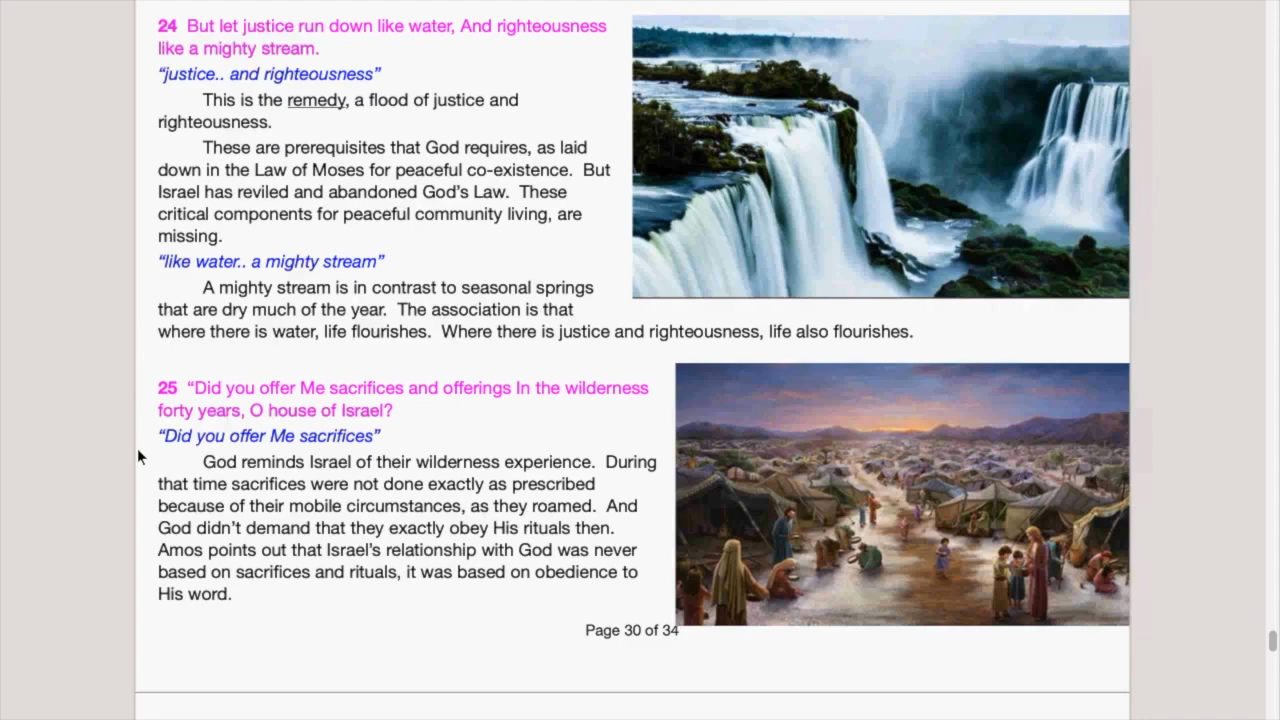 24 But let justice run down like water, And righteousness
like a mighty stream.
“justice.. and righteousness”
This is the remedy, a flood of justice and
righteousness.
These are prerequisites that God requires, as laid
down in the Law of Moses for peaceful co-existence. But
Israel has reviled and abandoned God’s Law. These
critical components for peaceful community living, are
missing.
“like water.. a mighty stream”
A mighty stream is in contrast to seasonal springs
that are dry much of the year. The association is that
where there is water, life flourishes. Where there is justice and righteousness, life also flourishes.
25 “Did you offer Me sacrifices and offerings In the wilderness
forty years, O house of Israel?
“Did you offer Me sacrifices”
God reminds Israel of their wilderness experience. During
that time sacrifices were not done exactly as prescribed
because of their mobile circumstances, as they roamed. And
God didn’t demand that they exactly obey His rituals then.
Amos points out that Israel’s relationship with God was never
based on sacrifices and rituals, it was based on obedience to
His word.
Page 30 of 34